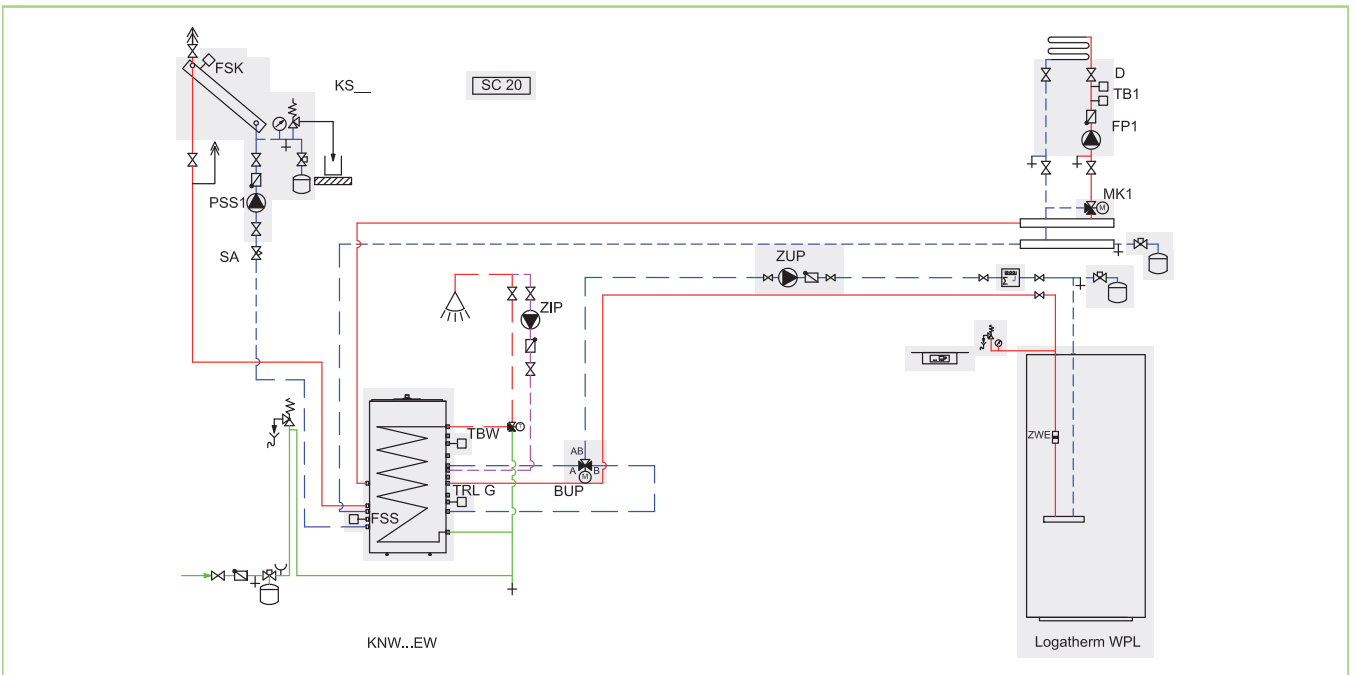 FSK
KS__
SC 20
D
TB1
FP1
PSS1
MK1
M
SA
ZUP
Σ J
ZIP
ZWE
TBW
T
AB
A B
M
TRL G
BUP
FSS
KNW...EW
Logatherm WPL